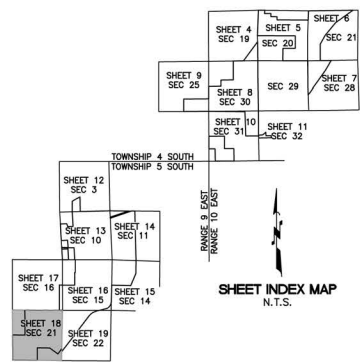 SHEET 4
SEC 19
SHEET 5
SEC 20
SHEET 6
SEC 21
SHEET 9
SEC 25
SHEET 8
SEC 30
SEC 29
SHEET 7
SEC 28
SHEET 10
SEC 31
SHEET 11
SEC 32
TOWNSHIP 4 SOUTH
TOWNSHIP 5 SOUTH
RANGE 9 EAST
RANGE 10 EAST
SHEET 12
SEC 3
SHEET 13
SEC 10
SHEET 14
SEC 11
SHEET 17
SEC 16
SHEET 16
SEC 15
SHEET 15
SEC 14
SHEET 18
SEC 21
SHEET 19
SEC 22
SHEET INDEX MAP
N.T.S.